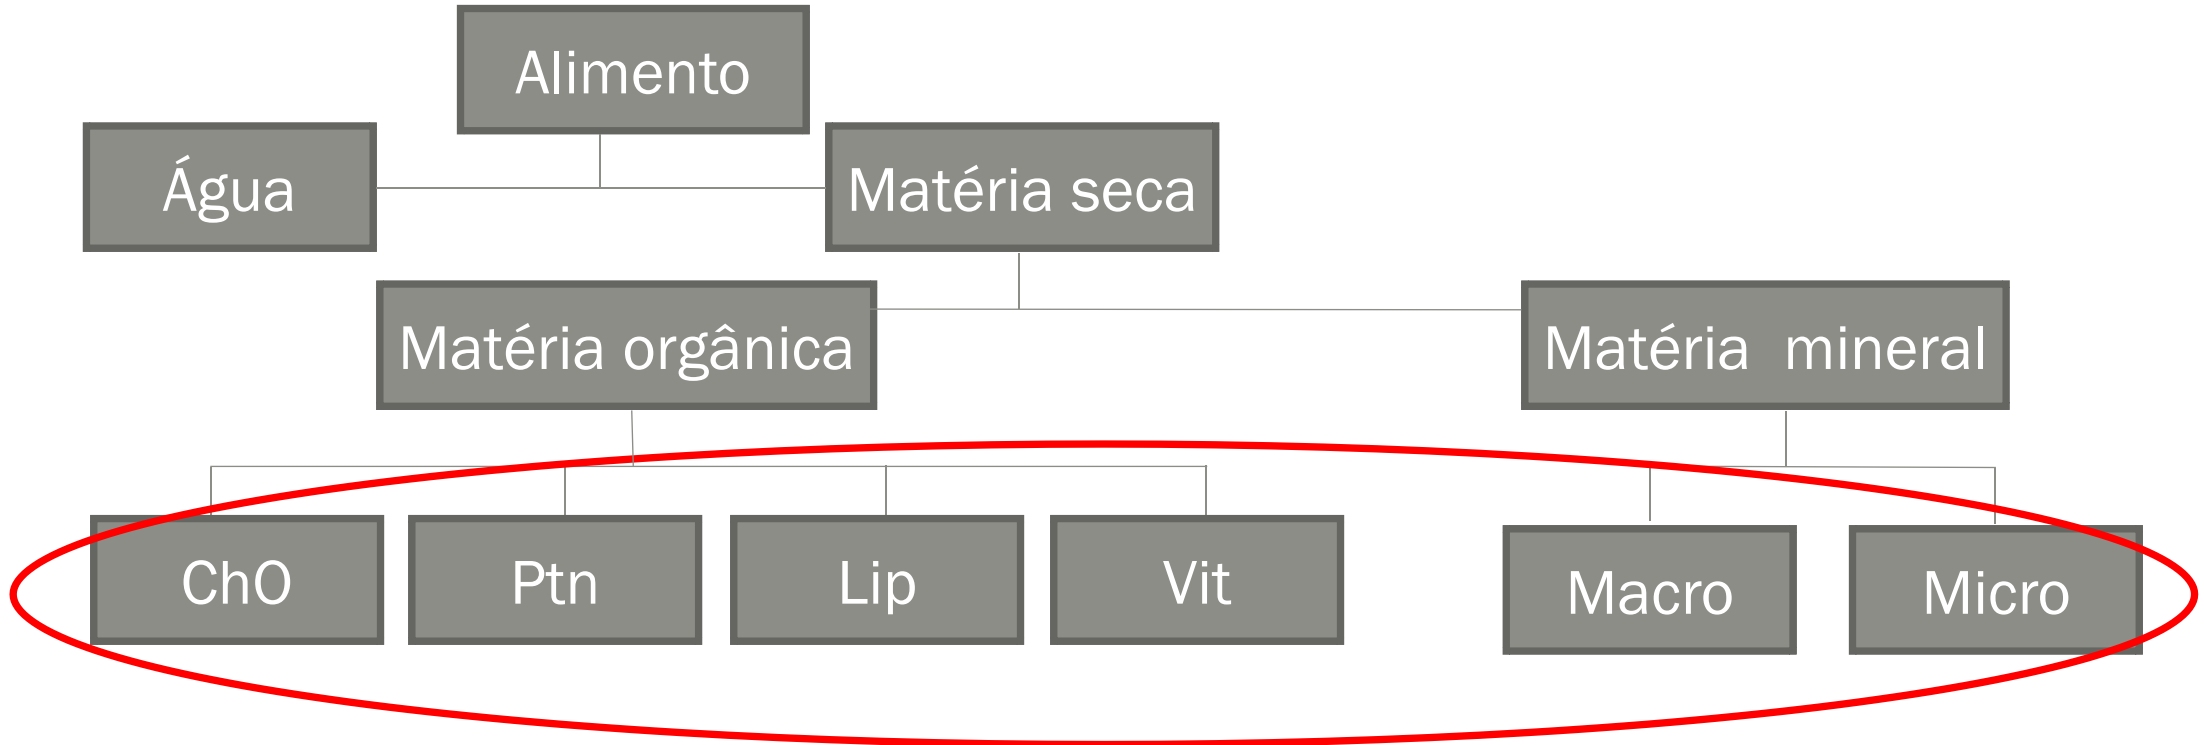 Alimento
Água
Matéria seca
Matéria orgânica
Matéria  mineral
ChO
Ptn
Lip
Vit
Macro
Micro